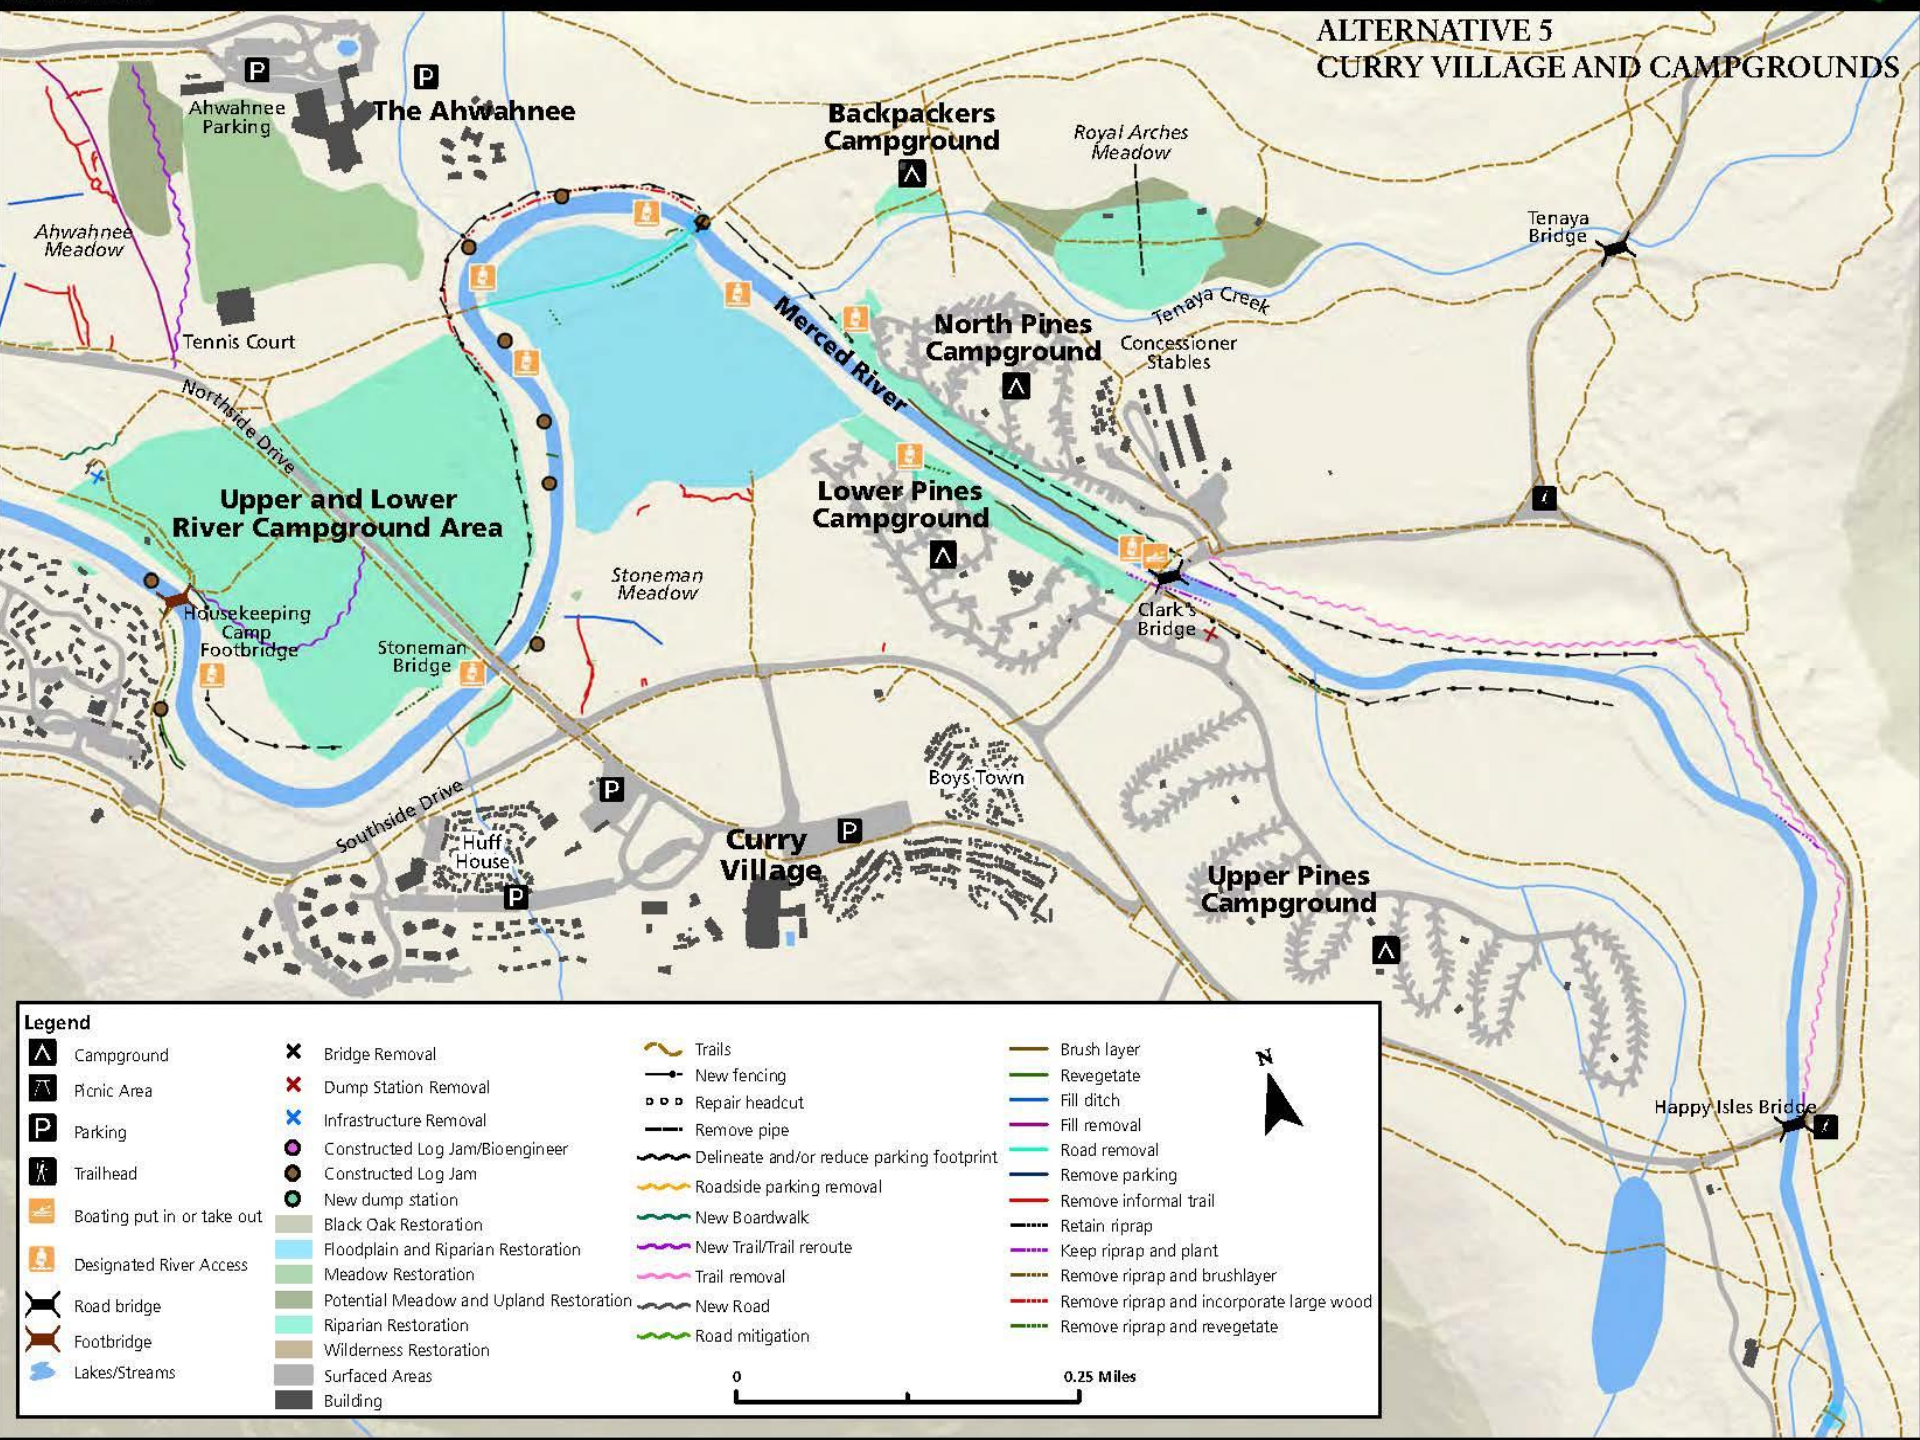 ALTERNATIVE 5
CURRY VILLAGE AND CAMPGROUNDS
P
P
Ahwahnee
Parking
The Ahwahnee
Backpackers
Campground
Royal Arches
Meadow
Ahwahnee
Meadow
Tenaya
Bridge
Tennis Court
Merced River
Tenaya Creek
North Pines
Campground
Concessioner
Stables
Northside Drive
Upper and Lower
River Campground Area
Lower Pines
Campground
Stoneman
Meadow
Housekeeping
Camp
Footbridge
Stoneman
Bridge
Clark's
Bridge
Southside Drive
P
Boys Town
Huff
House
P
Curry
Village
P
Upper Pines
Campground
Happy Isles Bridge
Legend
Campground
Picnic Area
P
Parking
Trailhead
Boating put in or take out
Designated River Access
Road bridge
Footbridge
Lakes/Streams
Bridge Removal
Dump Station Removal
Infrastructure Removal
Constructed Log Jam/Bioengineer
Constructed Log Jam
New dump station
Black Oak Restoration
Floodplain and Riparian Restoration
Meadow Restoration
Potential Meadow and Upland Restoration
Riparian Restoration
Wilderness Restoration
Surfaced Areas
Building
Trails
New fencing
Repair headcut
Remove pipe
Delineate and/or reduce parking footprint
Roadside parking removal
New Boardwalk
New Trail/Trail reroute
Trail removal
New Road
Road mitigation
Brush layer
Revegetate
Fill ditch
Fill removal
Road removal
Remove parking
Remove informal trail
Retain riprap
Keep riprap and plant
Remove riprap and brushlayer
Remove riprap and incorporate large wood
Remove riprap and revegetate
N
0
0.25 Miles